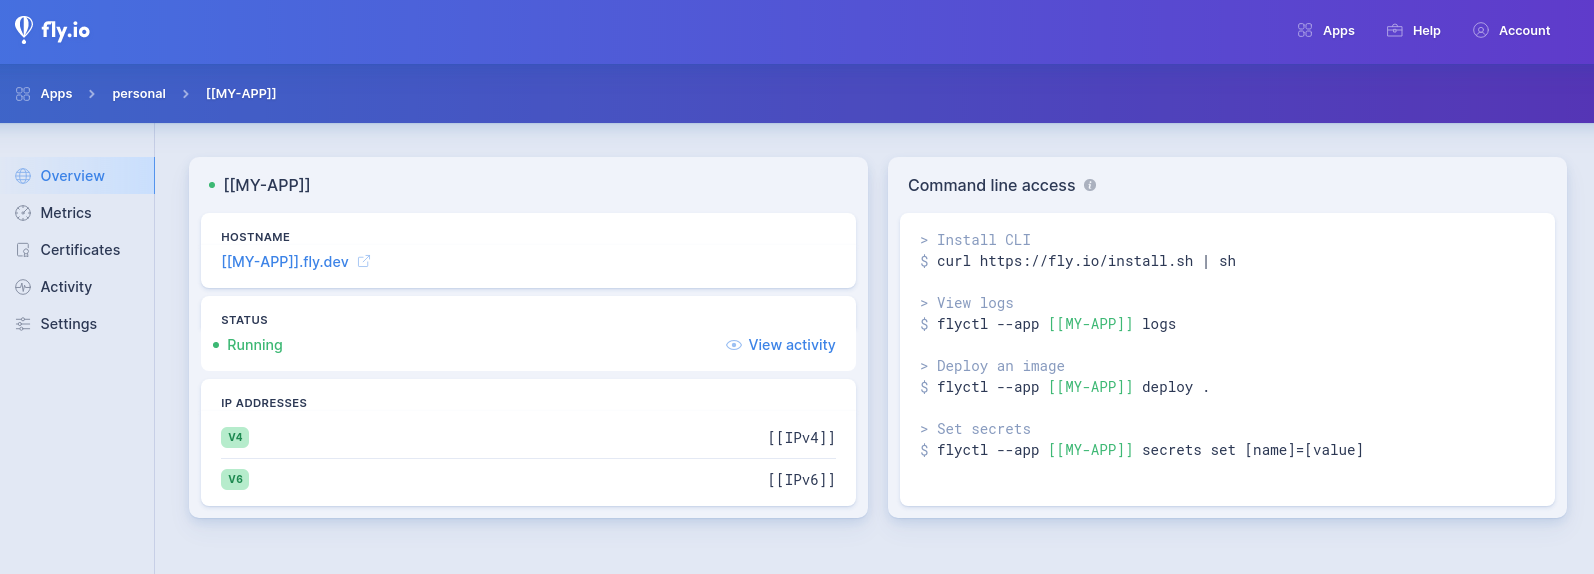 fly.io
Apps
Help
Account
Apps
personal
[[MY-APP]]
Overview
Metrics
Certificates
Activity
Settings
[[MY-APP]]
HOSTNAME
[[MY-APP]].fly.dev
STATUS
Running
View activity
IP ADDRESSES
V4
[[IPv4]]
V6
[[IPv6]]
Command line access
> Install CLI
$ curl https://fly.io/install.sh | sh
> View logs
$ flyctl --app [[MY-APP]] logs
> Deploy an image
$ flyctl --app [[MY-APP]] deploy .
> Set secrets
$ flyctl --app [[MY-APP]] secrets set [name]=[value]